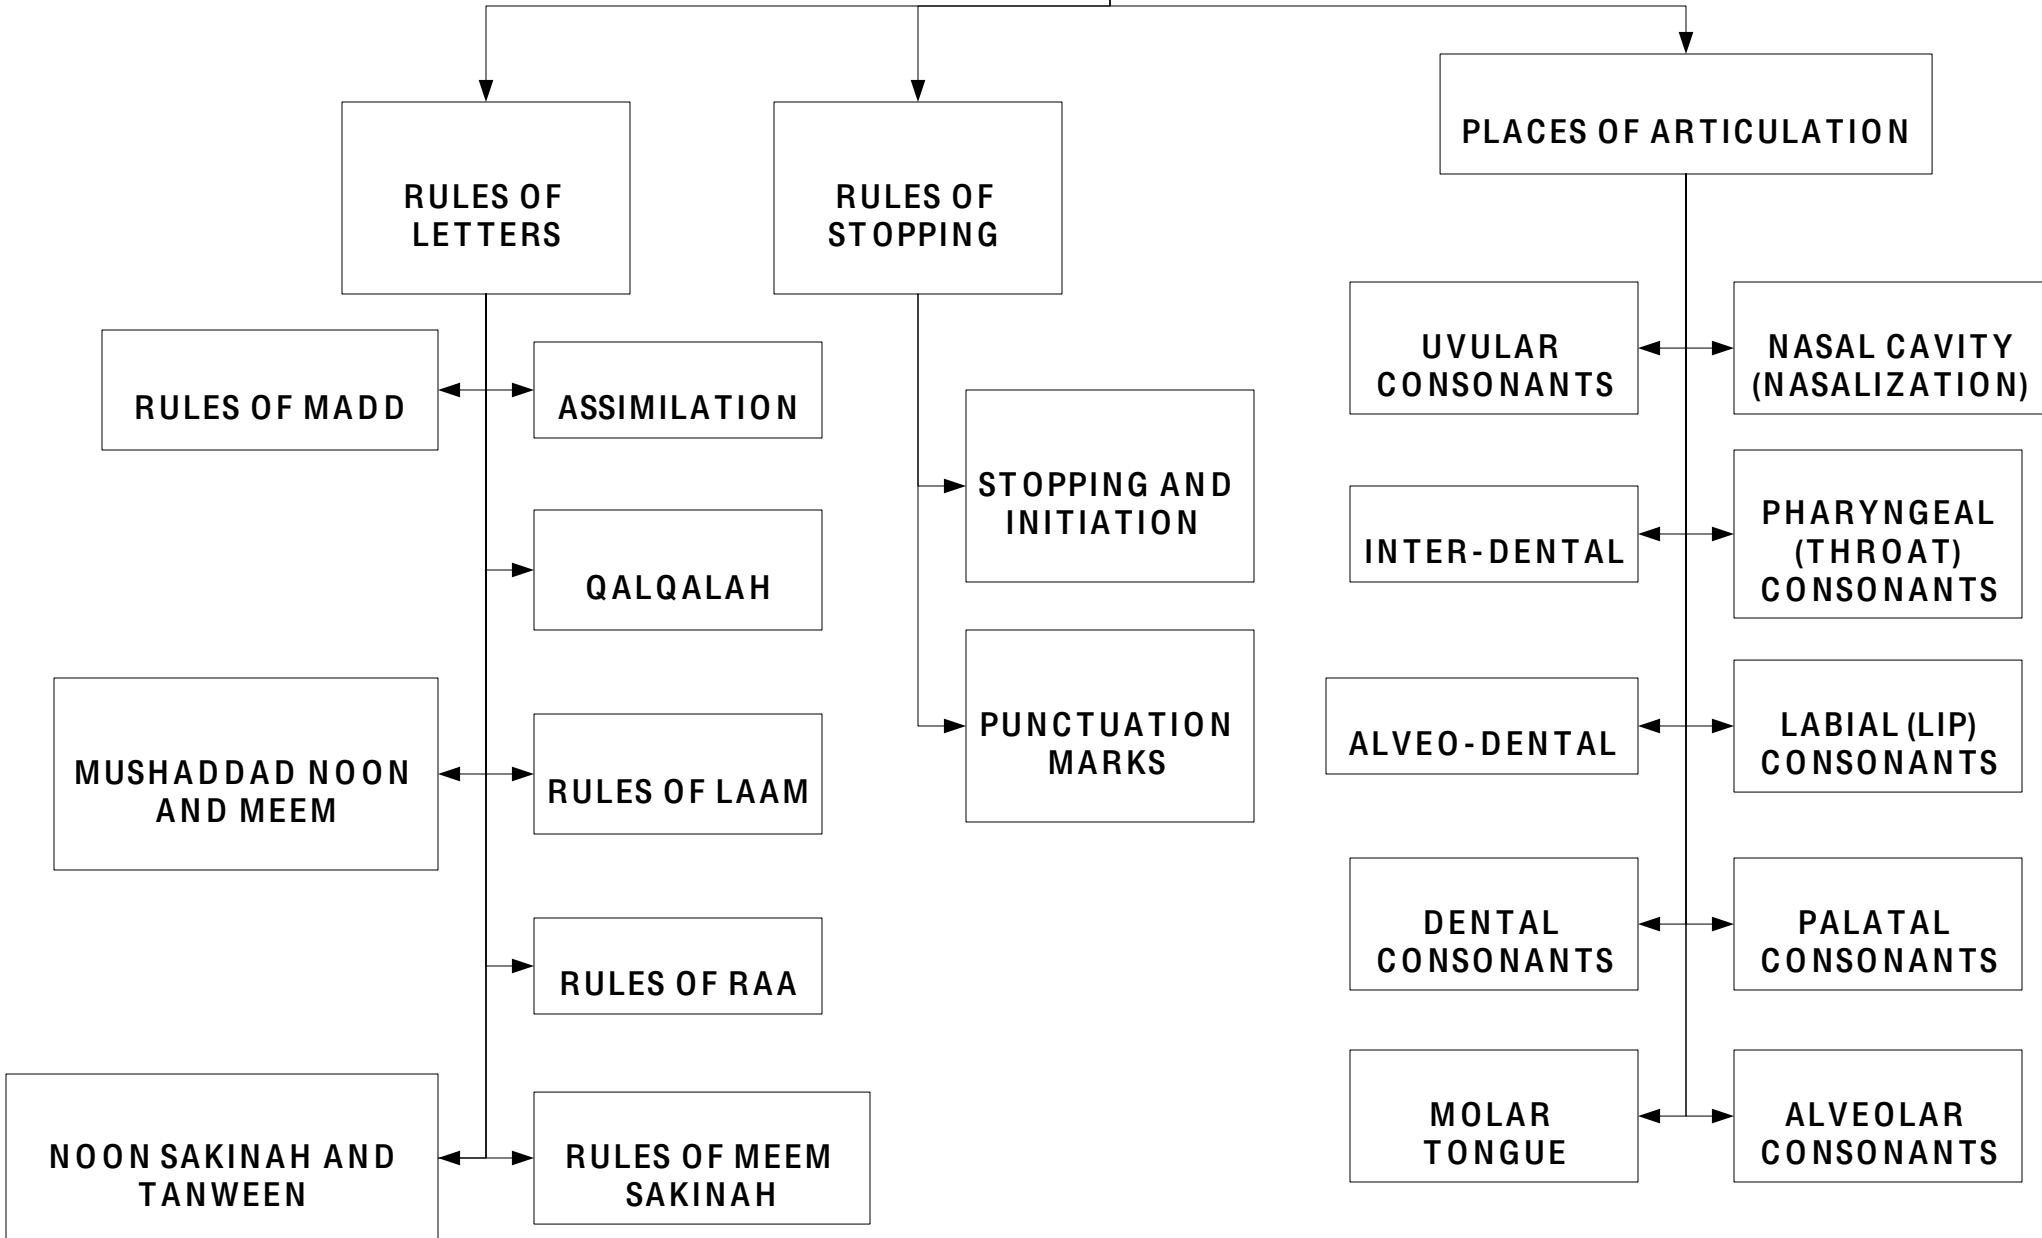 PLACES OF ARTICULATION
RULES OF
LETTERS
RULES OF
STOPPING
RULES OF MADD
ASSIMILATION
QALQALAH
MUSHADDAD NOON
AND MEEM
RULES OF LAAM
RULES OF RAA
NOON SAKINAH AND
TANWEEN
RULES OF MEEM
SAKINAH
STOPPING AND
INITIATION
PUNCTUATION
MARKS
UVULAR
CONSONANTS
NASAL CAVITY
(NASALIZATION)
INTER-DENTAL
PHARYNGEAL
(THROAT)
CONSONANTS
ALVEO-DENTAL
LABIAL (LIP)
CONSONANTS
DENTAL
CONSONANTS
PALATAL
CONSONANTS
MOLAR
TONGUE
ALVEOLAR
CONSONANTS